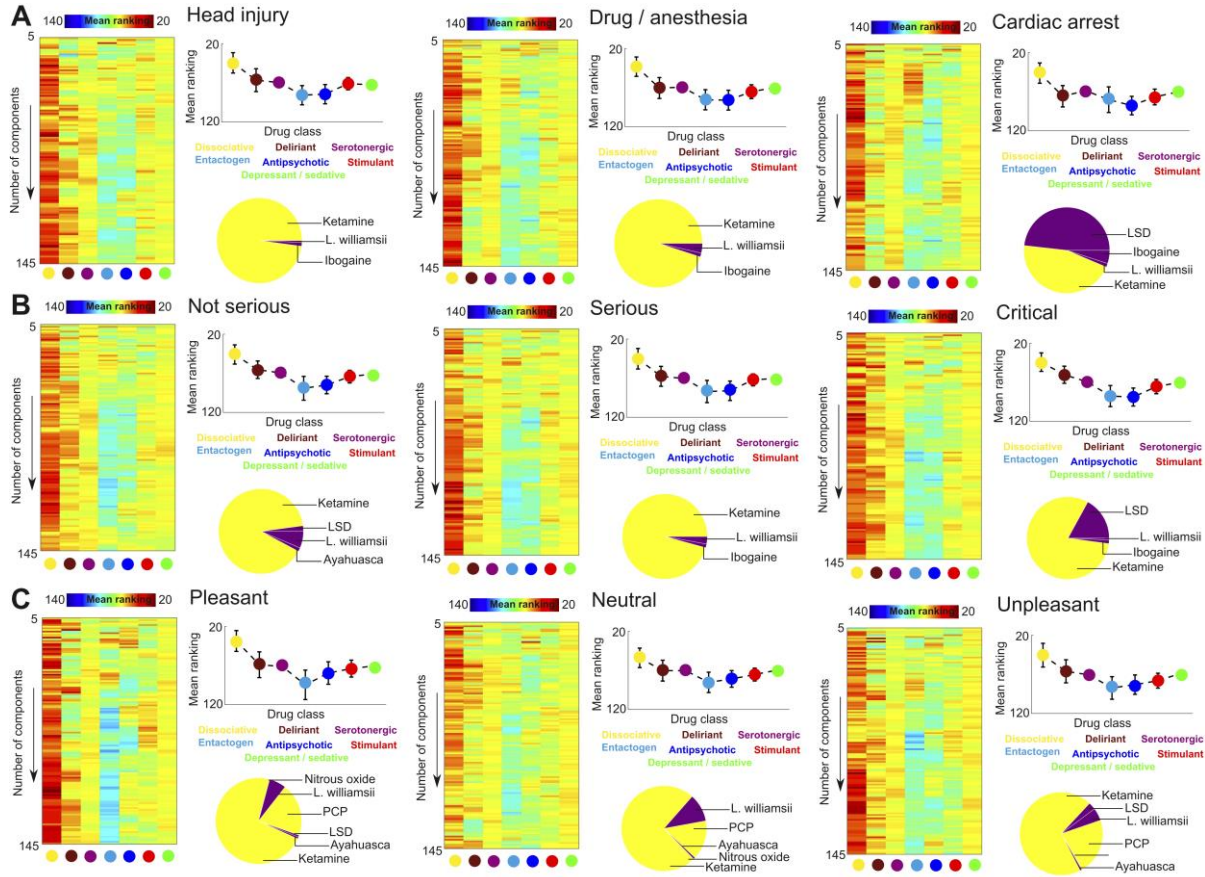 A
140 Mean ranking 20
Head injury
5
Number of components
145
20
Mean ranking
120
Drug class
Dissociative Deliriant Serotonergic
Entactogen Antipsychotic Stimulant
Depressant / sedative
Ketamine
L. williamsii
Ibogaine
140 Mean ranking 20
Drug / anesthesia
5
Number of components
145
20
Mean ranking
120
Drug class
Dissociative Deliriant Serotonergic
Entactogen Antipsychotic Stimulant
Depressant / sedative
Ketamine
L. williamsii
Ibogaine
140 Mean ranking 20
Cardiac arrest
5
Number of components
145
20
Mean ranking
120
Drug class
Dissociative Deliriant Serotonergic
Entactogen Antipsychotic Stimulant
Depressant / sedative
LSD
Ibogaine
L. williamsii
Ketamine
B
140 Mean ranking 20
Not serious
5
Number of components
145
20
Mean ranking
120
Drug class
Dissociative Deliriant Serotonergic
Entactogen Antipsychotic Stimulant
Depressant / sedative
Ketamine
LSD
L. williamsii
Ayahuasca
140 Mean ranking 20
Serious
5
Number of components
145
20
Mean ranking
120
Drug class
Dissociative Deliriant Serotonergic
Entactogen Antipsychotic Stimulant
Depressant / sedative
Ketamine
L. williamsii
Ibogaine
140 Mean ranking 20
Critical
5
Number of components
145
20
Mean ranking
120
Drug class
Dissociative Deliriant Serotonergic
Entactogen Antipsychotic Stimulant
Depressant / sedative
LSD
L. williamsii
Ibogaine
Ketamine
C
140 Mean ranking 20
Pleasant
5
Number of components
145
20
Mean ranking
120
Drug class
Dissociative Deliriant Serotonergic
Entactogen Antipsychotic Stimulant
Depressant / sedative
Nitrous oxide
L. williamsii
PCP
LSD
Ayahuasca
Ketamine
140 Mean ranking 20
Neutral
5
Number of components
145
20
Mean ranking
120
Drug class
Dissociative Deliriant Serotonergic
Entactogen Antipsychotic Stimulant
Depressant / sedative
L. williamsii
PCP
Ayahuasca
Nitrous oxide
Ketamine
140 Mean ranking 20
Unpleasant
5
Number of components
145
20
Mean ranking
120
Drug class
Dissociative Deliriant Serotonergic
Entactogen Antipsychotic Stimulant
Depressant / sedative
Ketamine
LSD
L. williamsii
PCP
Ayahuasca